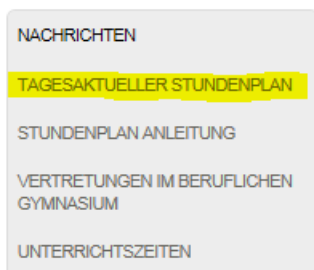 NACHRICHTEN
TAGESAKTUELLER STUNDENPLAN
STUNDENPLAN ANLEITUNG
VERTRETUNGEN IM BERUFLICHEN
GYMNASIUM
UNTERRICHTSZEITEN